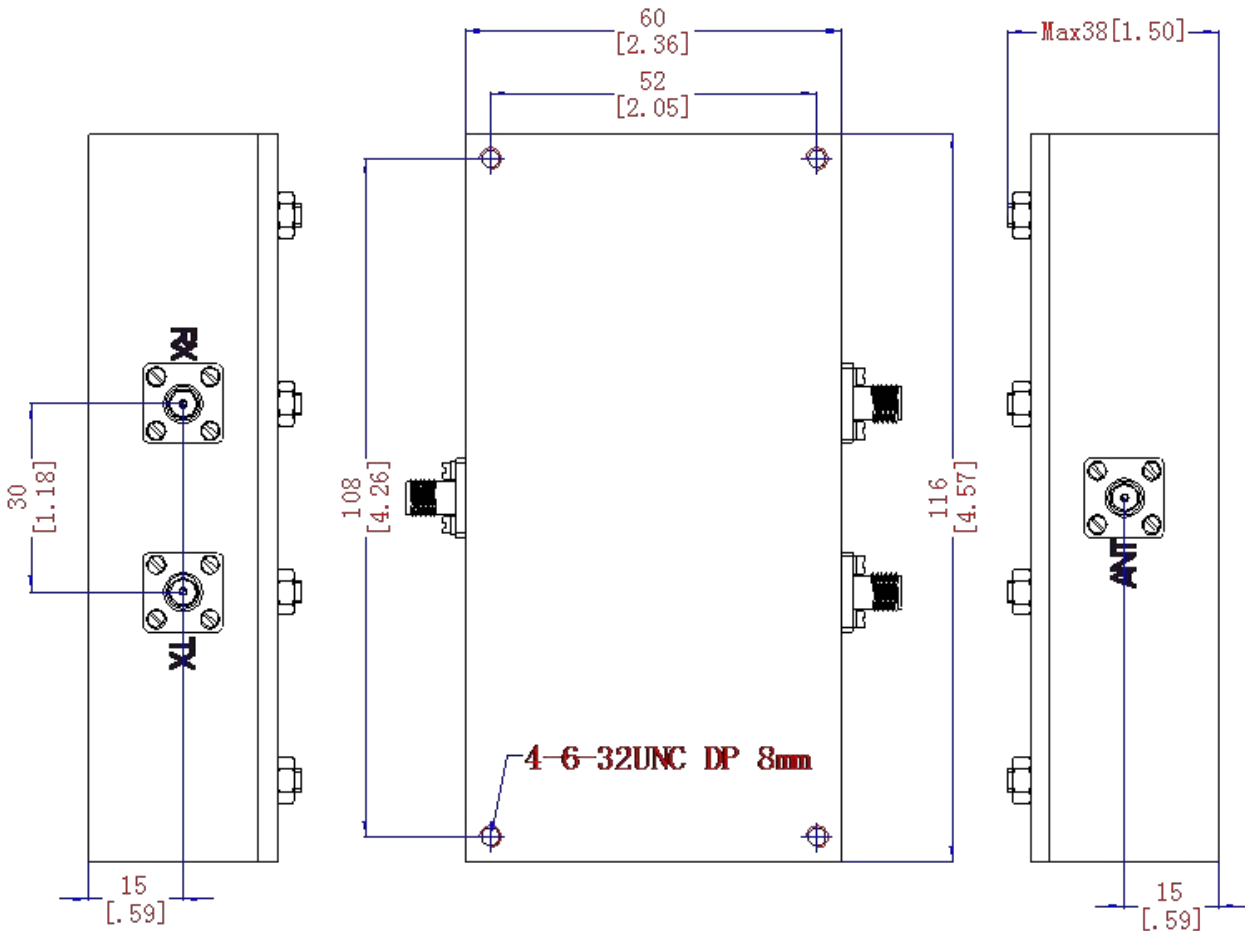 60
[2.36]
Max38[1.50]
52
[2.05]
RX
30
[1.18]
108
[4.26]
116
[4.57]
ANT
TX
4-6-32UNC DP 8mm
15
[.59]
15
[.59]